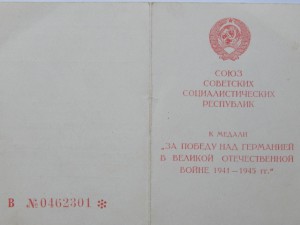 СОЮЗ
СОВЕТСКИХ
СОЦИАЛИСТИЧЕСКИХ
РЕСПУБЛИК
К МЕДАЛИ
„ЗА ПОБЕДУ НАД ГЕРМАНИЕЙ
В ВЕЛИКОЙ ОТЕЧЕСТВЕННОЙ
ВОЙНЕ 1941—1945 гг."
В №0462301 ✻